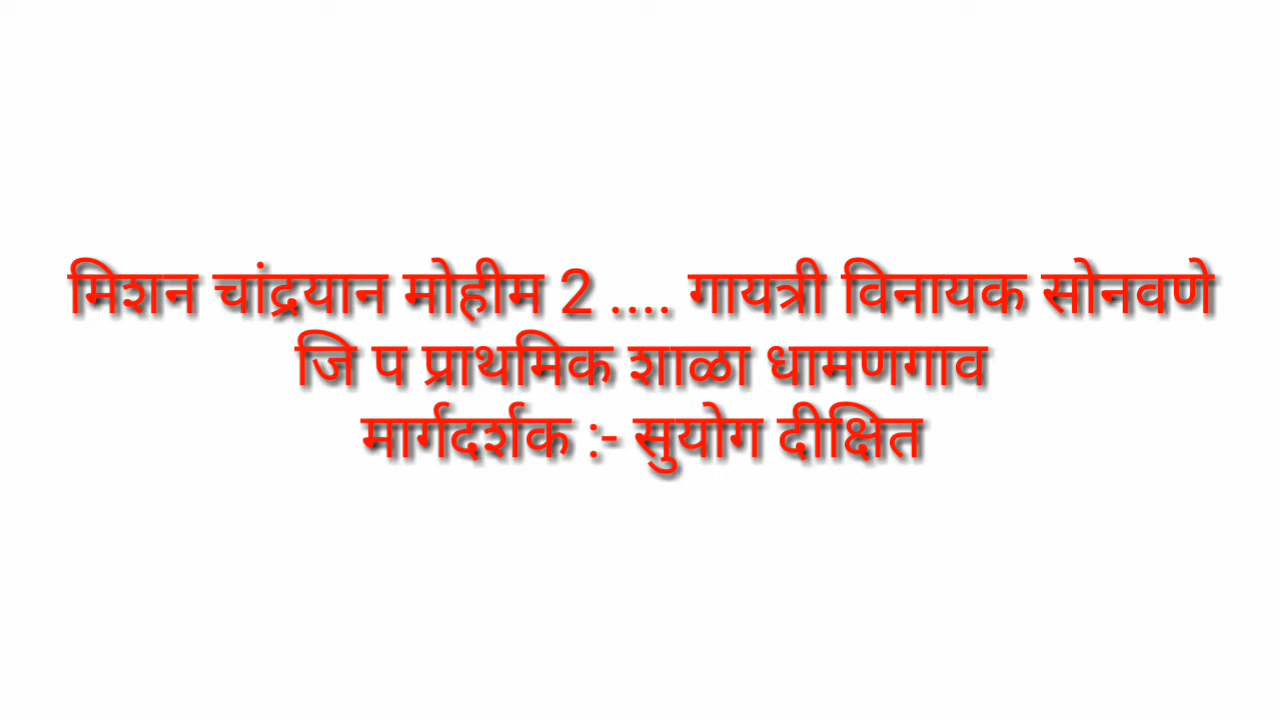 मिशन चांद्रयान मोहीम 2 .... गायत्री विनायक सोनवणे
जि प प्राथमिक शाळा धामणगाव
मार्गदर्शक :- सुयोग दीक्षित